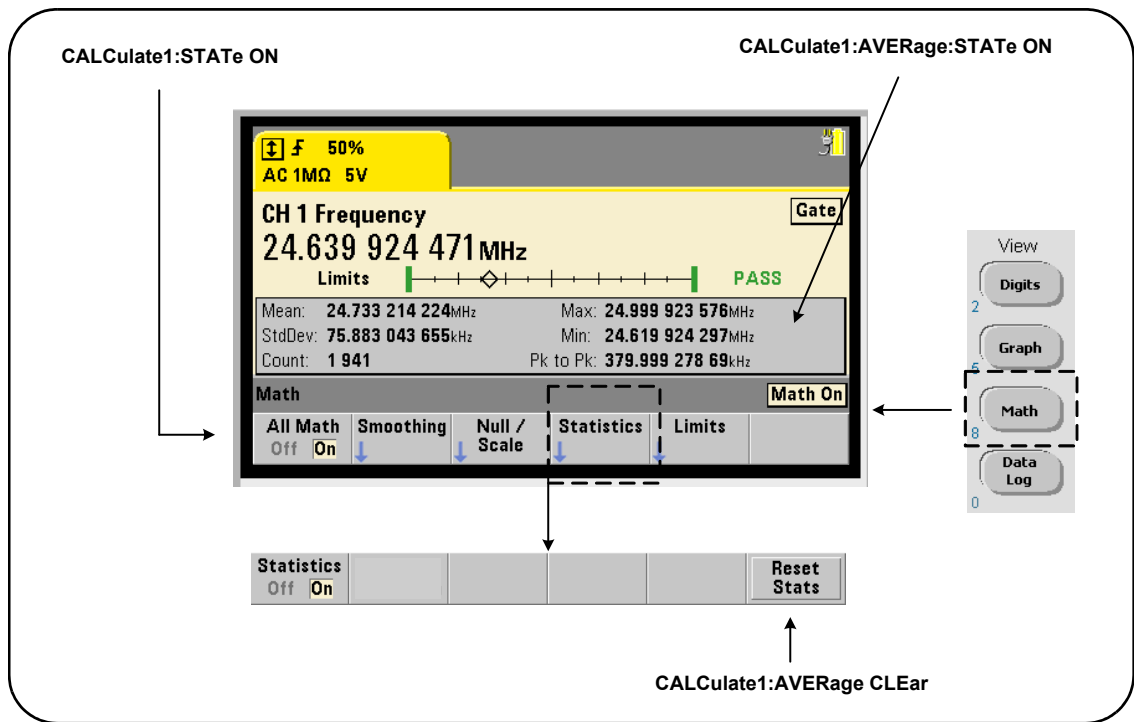 CALCulate1:STATe ON
CALCulate1:AVERage:STATe ON
50%
AC 1MΩ 5V
CH 1 Frequency
Gate
24.639 924 471 MHz
Limits
PASS
Mean: 24.733 214 224MHz Max: 24.999 923 576MHz
StdDev: 75.883 043 655kHz Min: 24.619 924 297MHz
Count: 1 941 Pk to Pk: 379.999 278 69kHz
Math
Math On
All Math Smoothing Null / Statistics Limits
Off On Scale
View
Digits
2
Graph
6
Math
8
Data
Log
0
Statistics
Off On
Reset
Stats
CALCulate1:AVERage CLEar